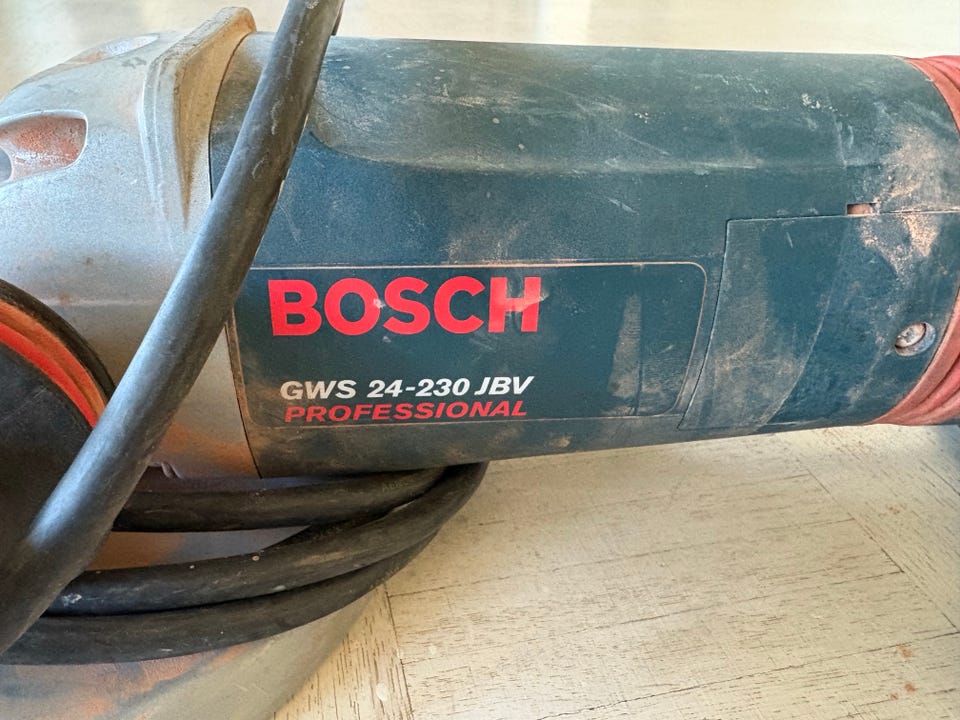 BOSCH
GWS 24-230 JBV
PROFESSIONAL